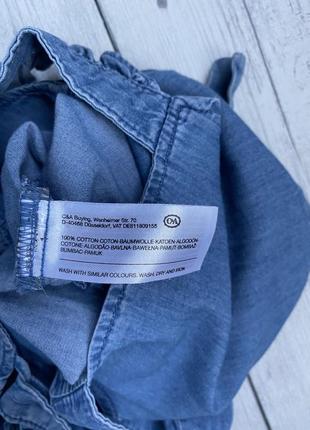 C&A Buying, Wanheimer Str. 70
D-40468 Düsseldorf, VAT DE811809155
C&A
100% COTTON COTON-BAUMWOLLE-KATOEN-ALGODON-
COTONE ALGODÃO-BAVLNA-BAWEŁNA PAMUT-BOMBAŽ
BUMBAC-PAMUK
WASH WITH SIMILAR COLOURS. WASH, DRY AND IRON